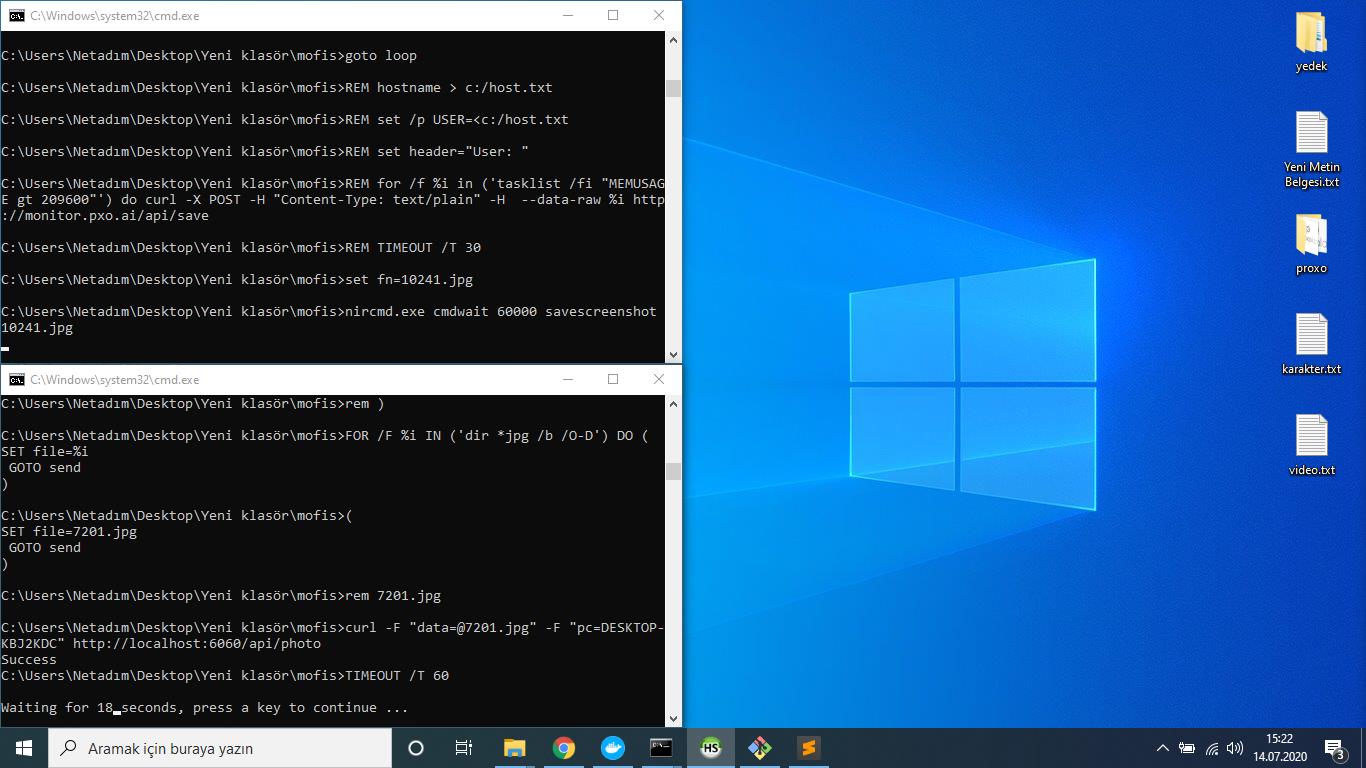 C:\Windows\system32\cmd.exe
C:\Users\Netadım\Desktop\Yeni klasör\mofis>goto loop
C:\Users\Netadım\Desktop\Yeni klasör\mofis>REM hostname > c:/host.txt
C:\Users\Netadım\Desktop\Yeni klasör\mofis>REM set /p USER=<c:/host.txt
C:\Users\Netadım\Desktop\Yeni klasör\mofis>REM set header="User: "
C:\Users\Netadım\Desktop\Yeni klasör\mofis>REM for /f %i in ('tasklist /fi "MEMUSAG
E gt 209600"') do curl -X POST -H "Content-Type: text/plain" -H  --data-raw %i http
://monitor.pxo.ai/api/save
C:\Users\Netadım\Desktop\Yeni klasör\mofis>REM TIMEOUT /T 30
C:\Users\Netadım\Desktop\Yeni klasör\mofis>set fn=10241.jpg
C:\Users\Netadım\Desktop\Yeni klasör\mofis>nircmd.exe cmdwait 60000 savescreenshot
10241.jpg
C:\Windows\system32\cmd.exe
C:\Users\Netadım\Desktop\Yeni klasör\mofis>rem )
C:\Users\Netadım\Desktop\Yeni klasör\mofis>FOR /F %i IN ('dir *jpg /b /O-D') DO (
SET file=%i
GOTO send
)
C:\Users\Netadım\Desktop\Yeni klasör\mofis>(
SET file=7201.jpg
GOTO send
)
C:\Users\Netadım\Desktop\Yeni klasör\mofis>rem 7201.jpg
C:\Users\Netadım\Desktop\Yeni klasör\mofis>curl -F "data=@7201.jpg" -F "pc=DESKTOP-
KBJ2KDC" http://localhost:6060/api/photo
Success
C:\Users\Netadım\Desktop\Yeni klasör\mofis>TIMEOUT /T 60
Waiting for 18 seconds, press a key to continue ...
yedek
Yeni Metin
Belgesi.txt
proxo
karakter.txt
video.txt
Aramak için buraya yazın
HS
15:22
14.07.2020
3